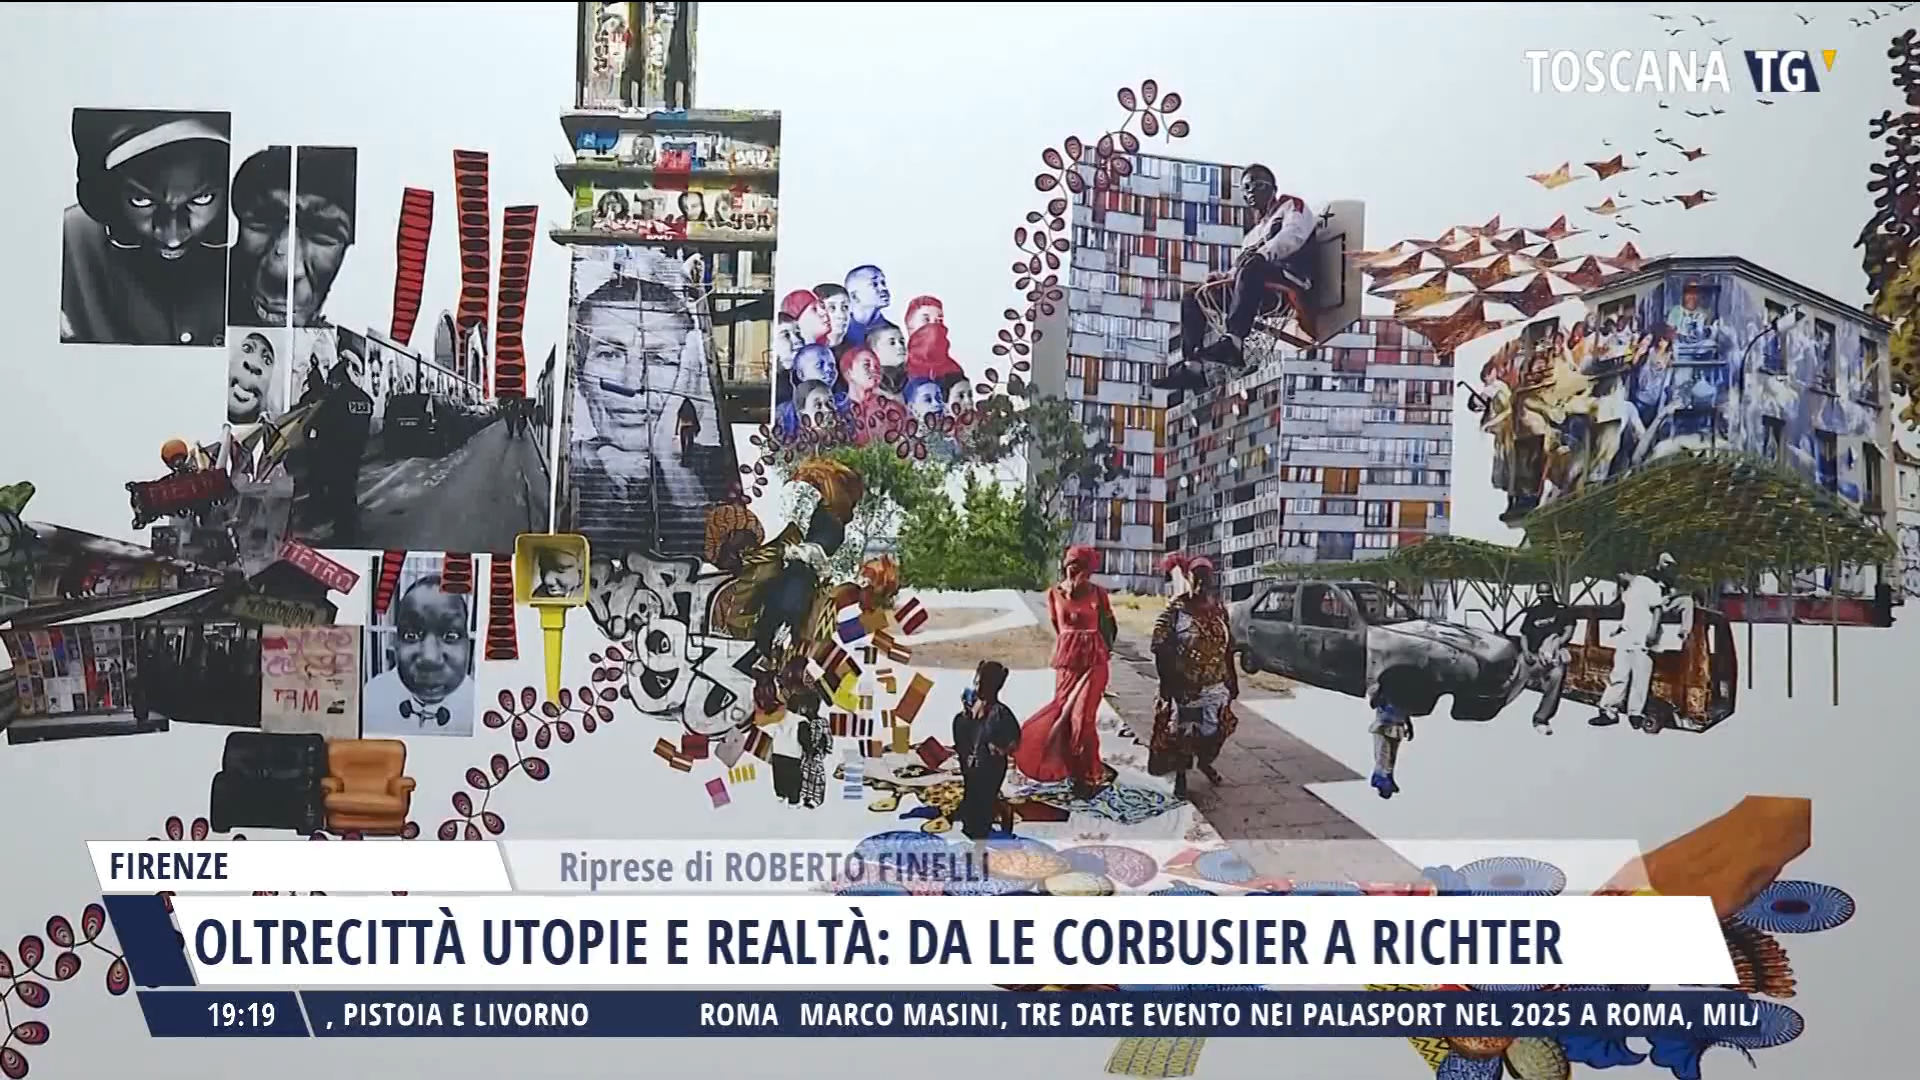 TOSCANA TG
METRO
METRO
TAM
FIRENZE
Riprese di ROBERTO FINELLI
OLTRECITTÀ UTOPIE E REALTÀ: DA LE CORBUSIER A RICHTER
19:19 , PISTOIA E LIVORNO ROMA MARCO MASINI, TRE DATE EVENTO NEI PALASPORT NEL 2025 A ROMA, MILA